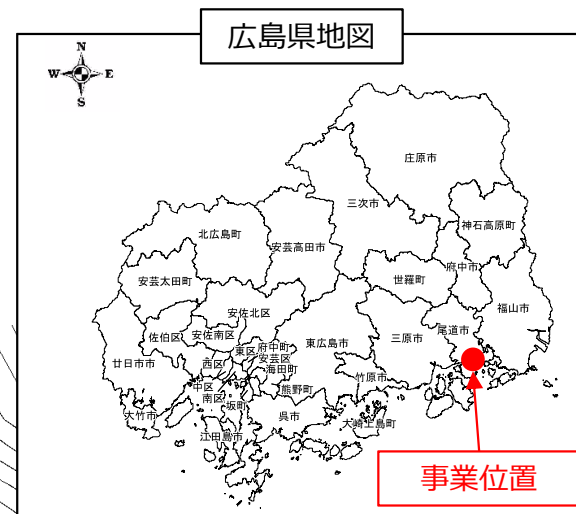 広島県地図
N
W E
S
庄原市
三次市
神石高原町
北広島町
安芸高田市
府中市
世羅町
安芸太田町
福山市
安佐北区
尾道市
三原市
佐伯区
安佐南区
東広島市
東区
府中町
安芸区
廿日市市
西区
海田町
竹原市
中区
熊野町
南区
坂町
大竹市
呉市
大崎上島町
江田島市
事業位置